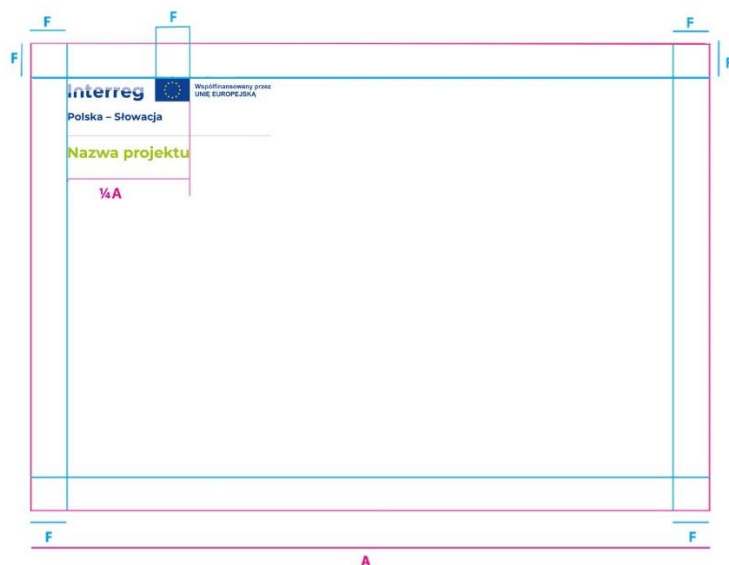 F
F
F
F
F
Interreg
Współfinansowany przez
UNIĘ EUROPEJSKĄ
Polska – Słowacja
Nazwa projektu
¼A
F
F
A